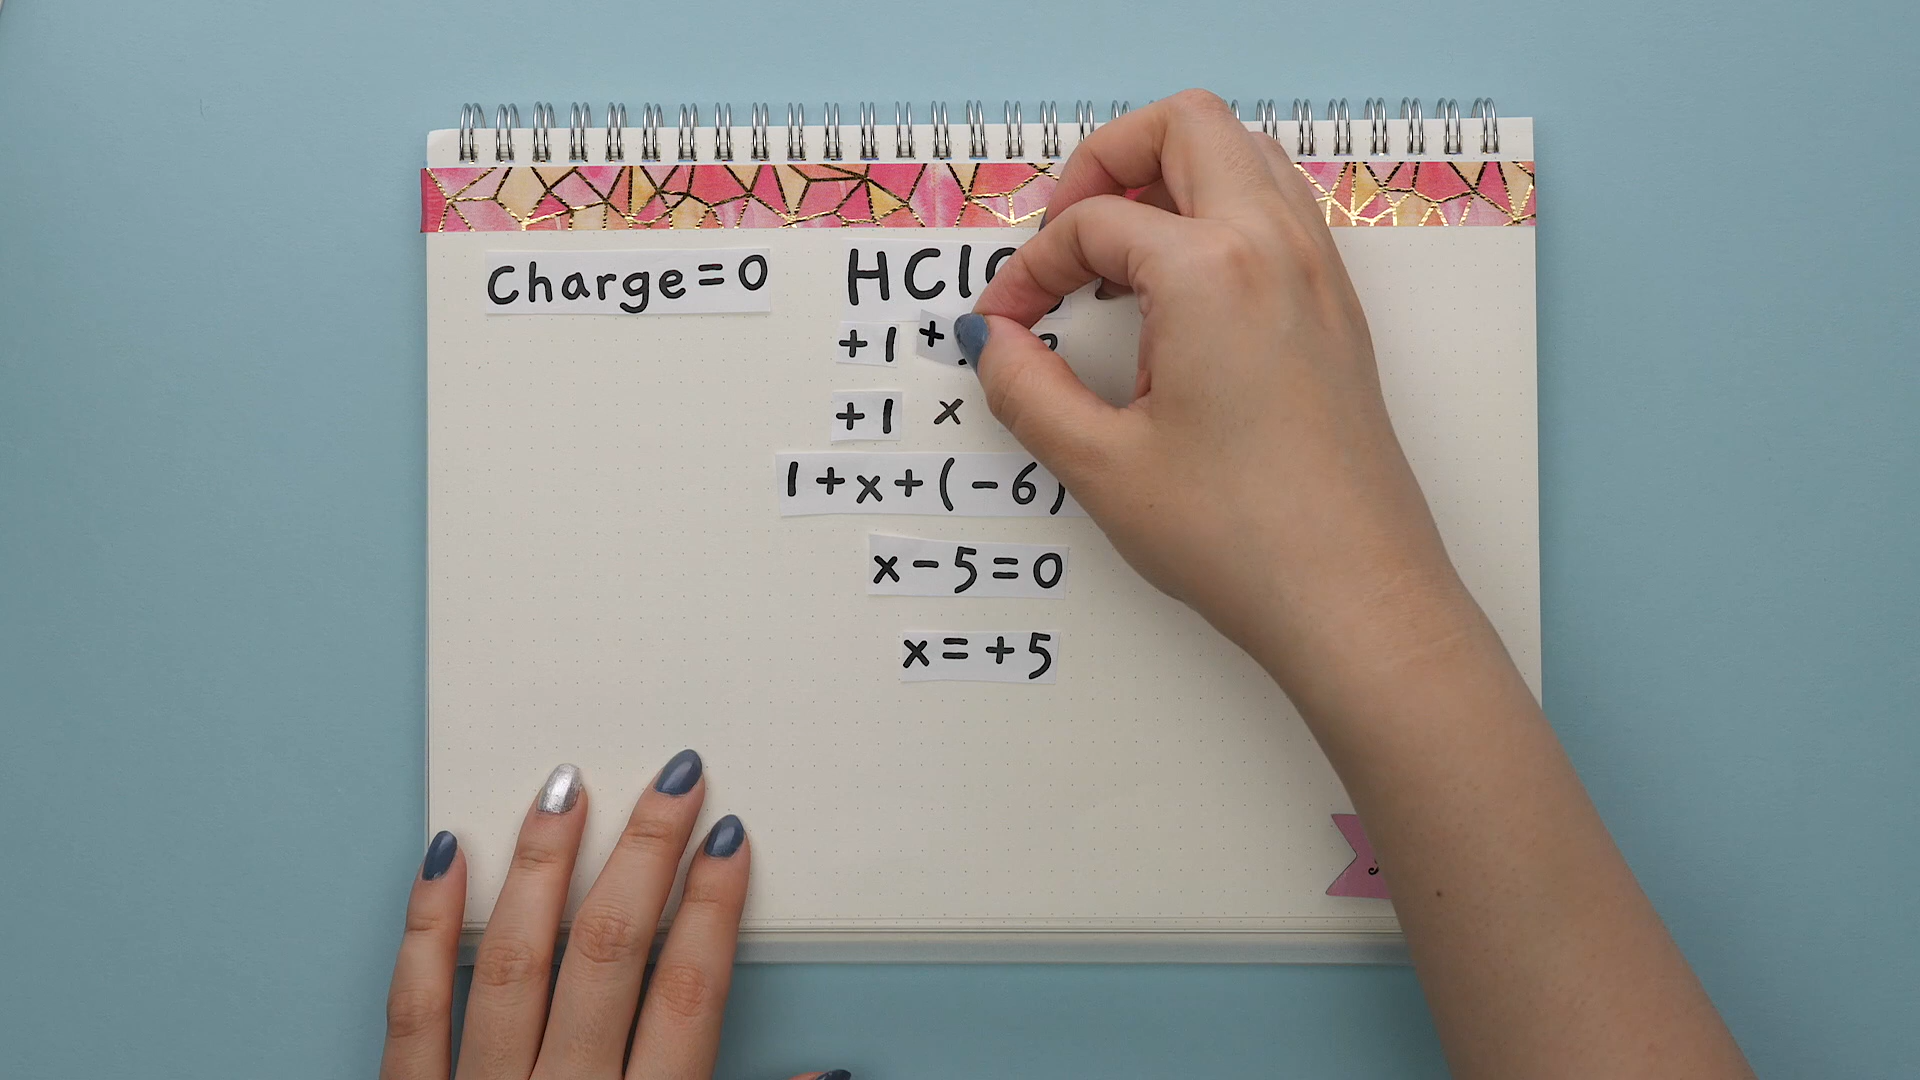 Charge=0
HCl
+1 +
+1 x
1+x+(-6)
x-5=0
x=+5